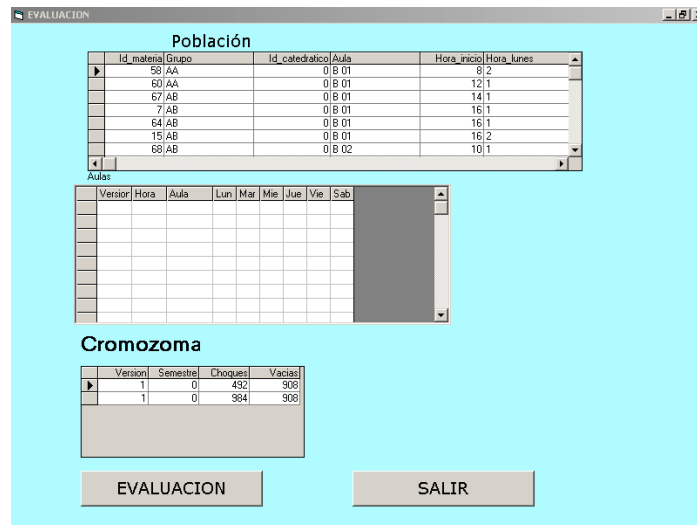 EVALUACION
Población
Id_materia Grupo Id_catedratico Aula Hora_inicio Hora_lunes
58 AA 0 B 01 8 2
60 AA 0 B 01 12 1
67 AB 0 B 01 14 1
7 AB 0 B 01 16 1
64 AB 0 B 01 16 1
15 AB 0 B 01 16 2
68 AB 0 B 02 10 1
Aulas
Version Hora Aula Lun Mar Mie Jue Vie Sab
Cromozoma
Version Semestre Choques Vacias
1 0 492 908
1 0 984 908
EVALUACION SALIR